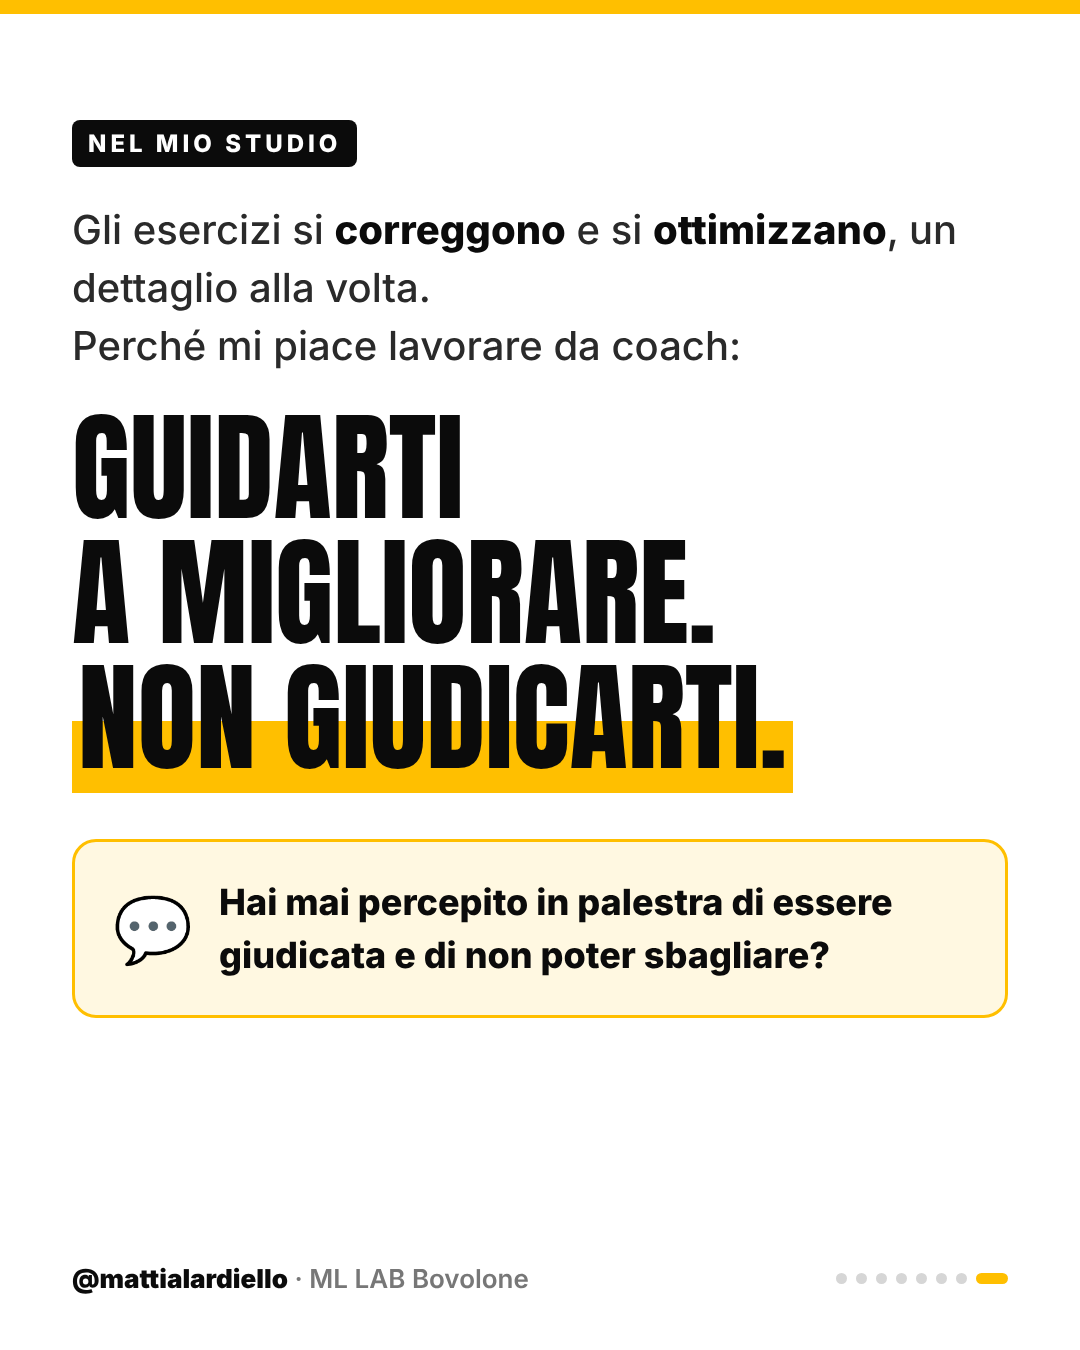 NEL MIO STUDIO
Gli esercizi si correggono e si ottimizzano, un
dettaglio alla volta.
Perché mi piace lavorare da coach:
GUIDARTI
A MIGLIORARE.
NON GIUDICARTI.
Hai mai percepito in palestra di essere
giudicata e di non poter sbagliare?
@mattialardiello · ML LAB Bovolone